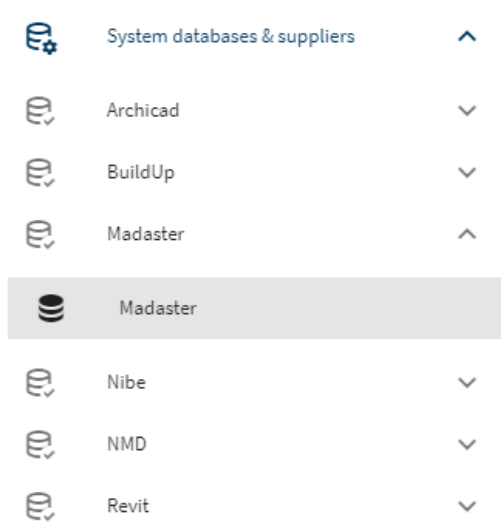 System databases & suppliers
Archicad
BuildUp
Madaster
Madaster
Nibe
NMD
Revit